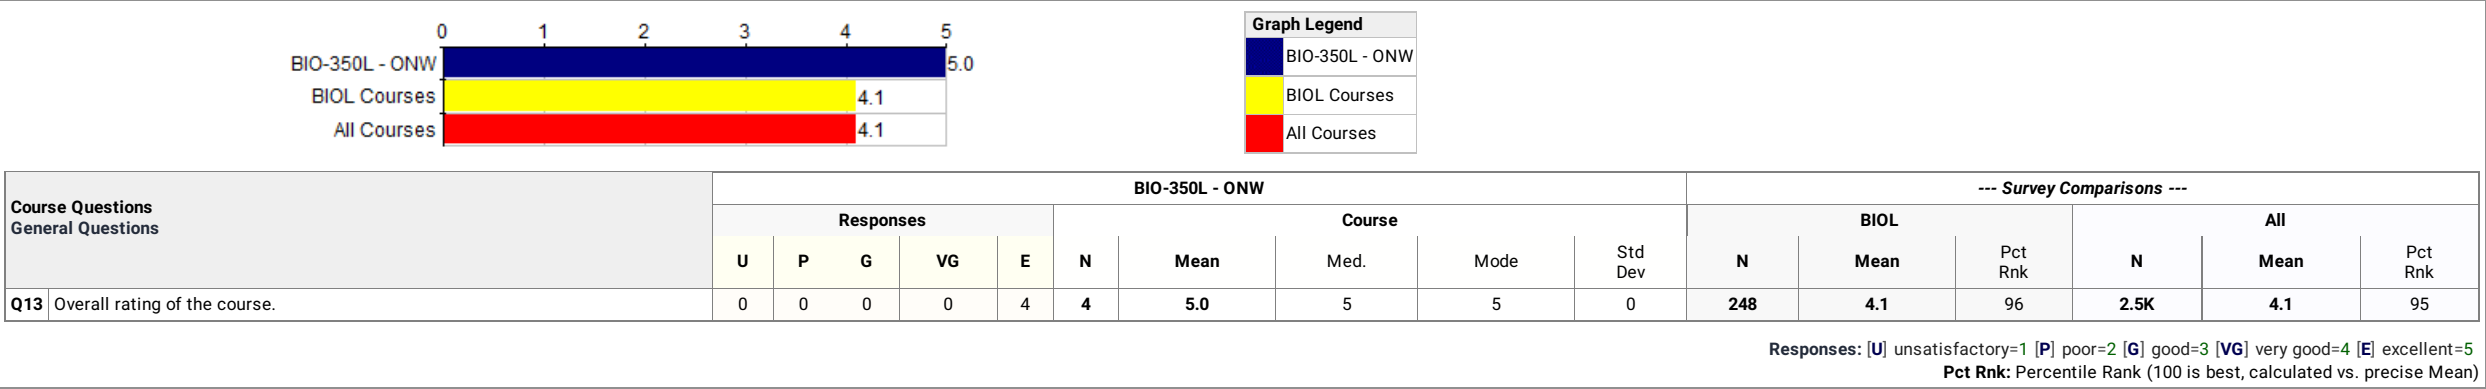 0 1 2 3 4 5
BIO-350L - ONW 5.0
BIOL Courses 4.1
All Courses 4.1
Graph Legend
BIO-350L - ONW
BIOL Courses
All Courses
Course Questions
General Questions
BIO-350L - ONW
--- Survey Comparisons ---
Responses Course BIOL All
U P G VG E N Mean Med. Mode Std Dev N Mean Pct Rnk N Mean Pct Rnk
Q13 Overall rating of the course. 0 0 0 0 4 4 5.0 5 5 0 248 4.1 96 2.5K 4.1 95
Responses: [U] unsatisfactory=1 [P] poor=2 [G] good=3 [VG] very good=4 [E] excellent=5
Pct Rnk: Percentile Rank (100 is best, calculated vs. precise Mean)